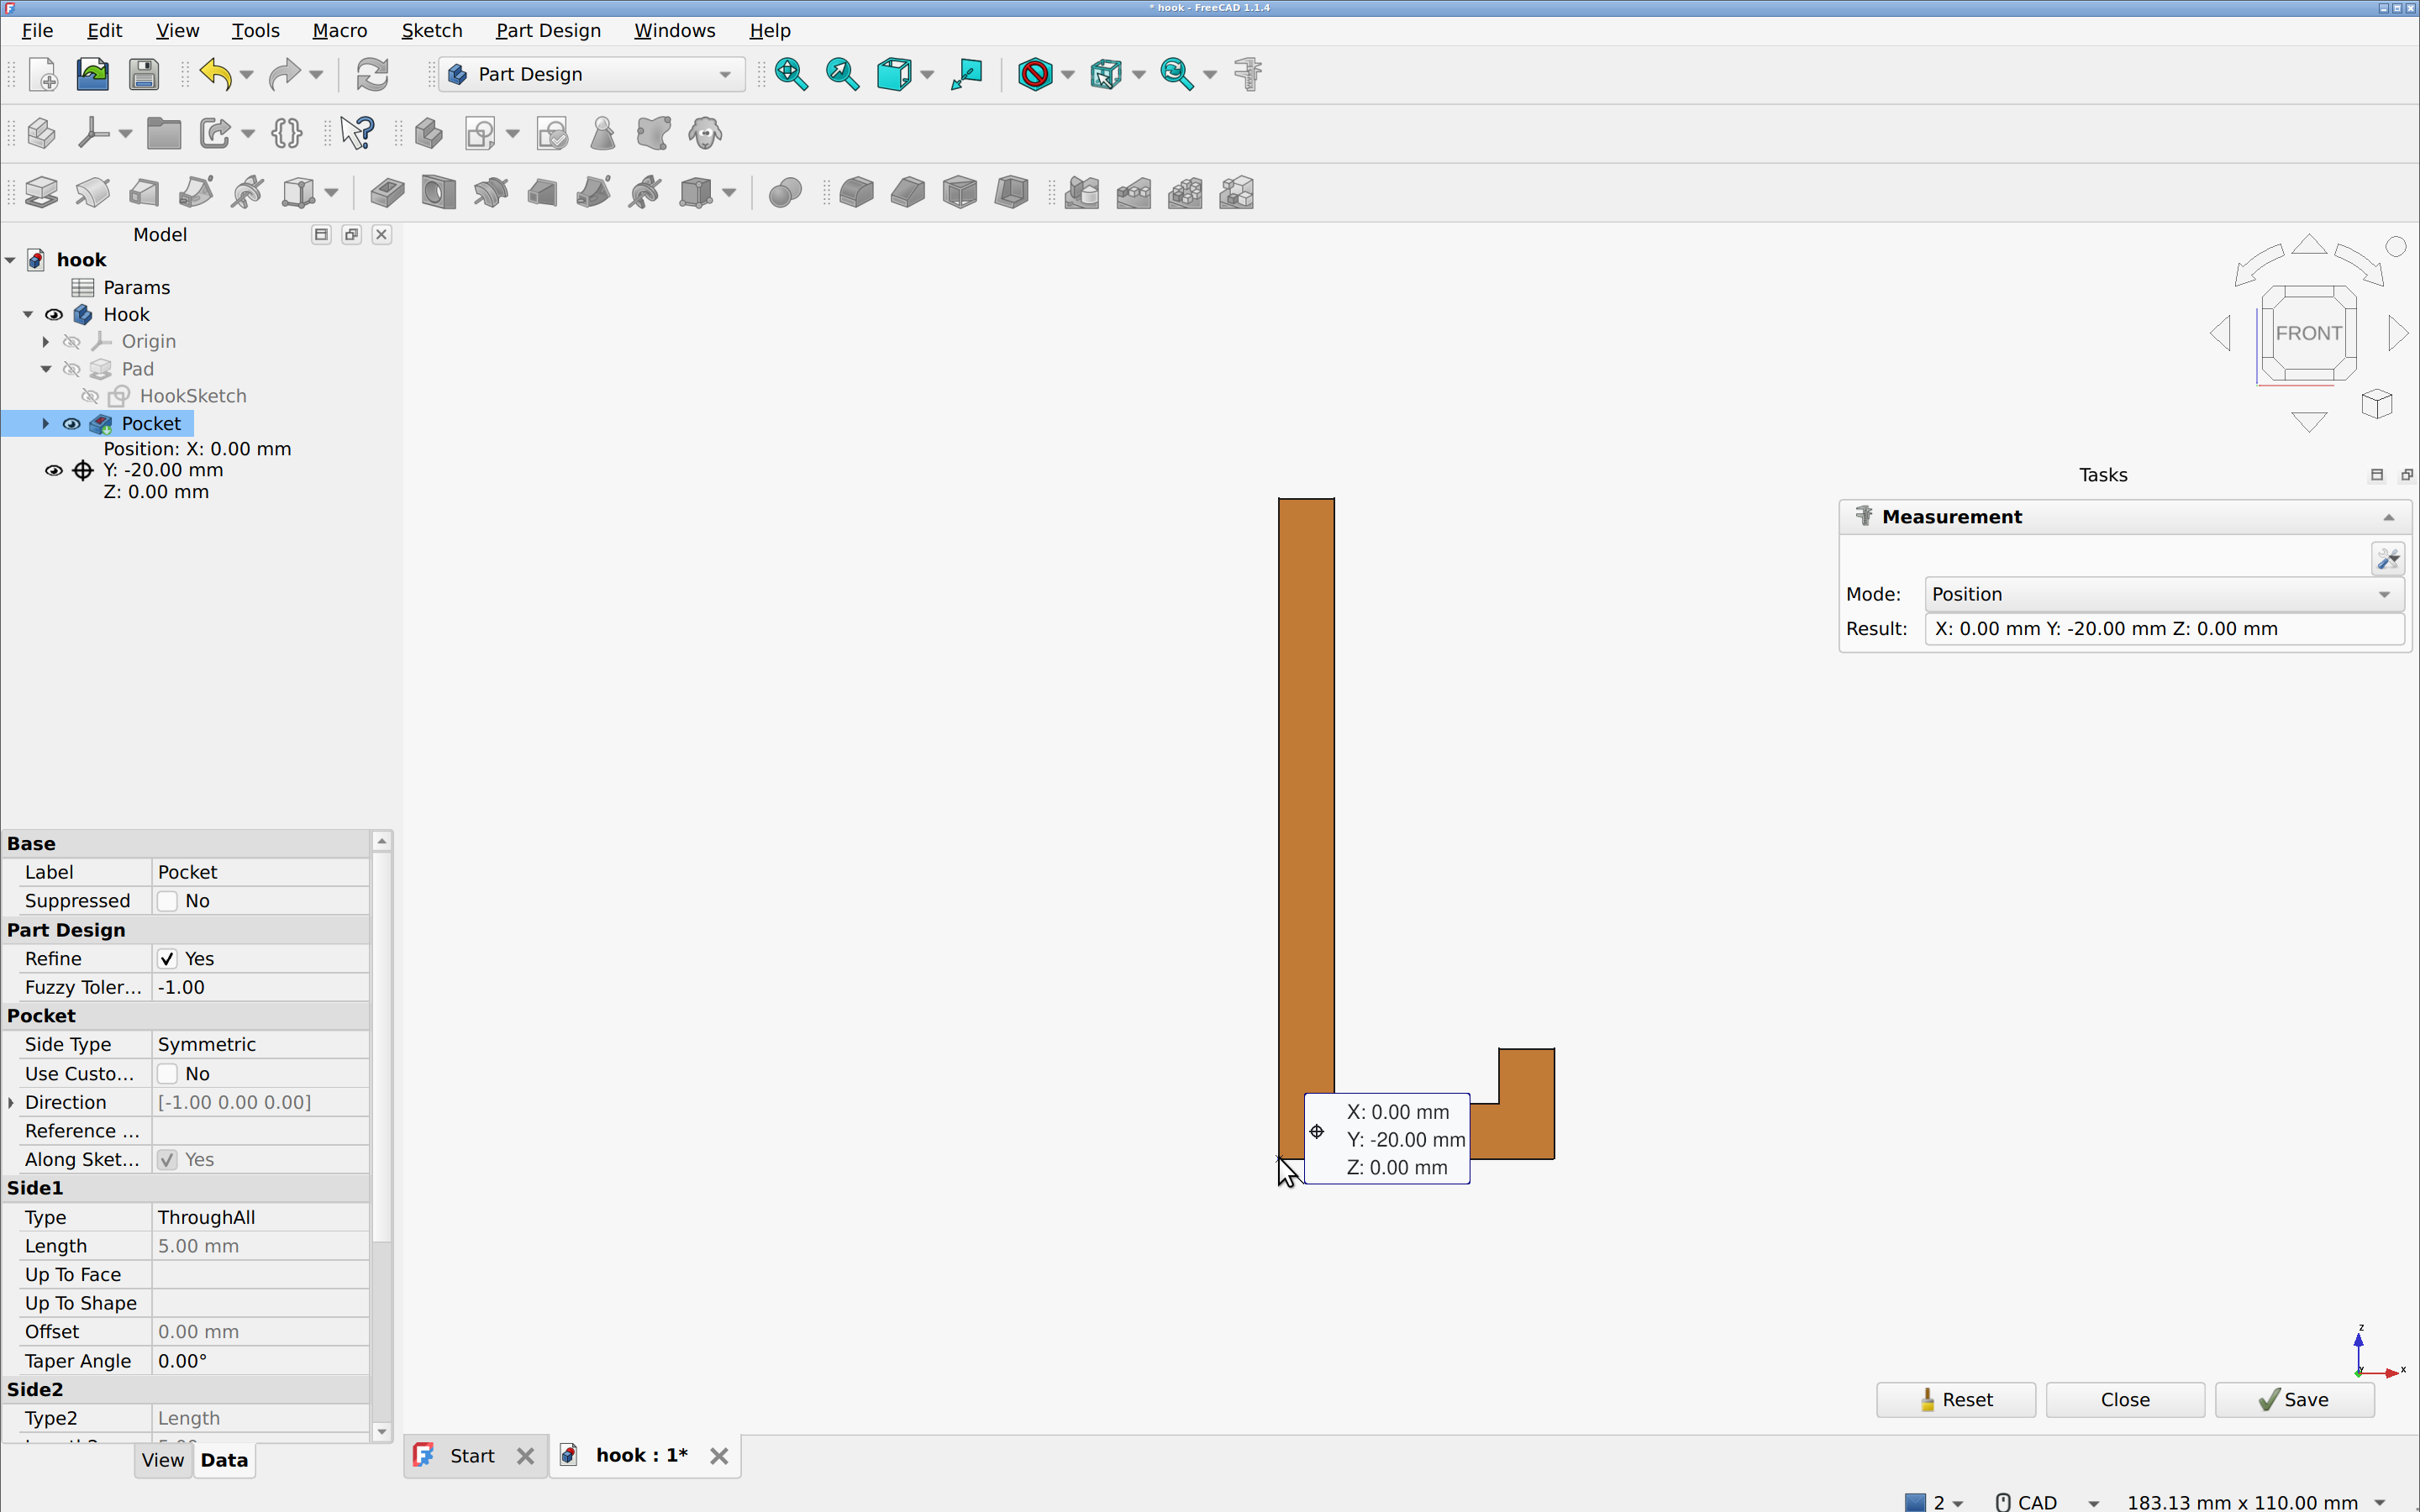 * hook - FreeCAD 1.1.4
File Edit View Tools Macro Sketch Part Design Windows Help
Part Design
Model
hook
Params
Hook
Origin
Pad
HookSketch
Pocket
Position: X: 0.00 mm
Y: -20.00 mm
Z: 0.00 mm
FRONT
Tasks
Measurement
Mode: Position
Result: X: 0.00 mm Y: -20.00 mm Z: 0.00 mm
X: 0.00 mm
Y: -20.00 mm
Z: 0.00 mm
Base
Label Pocket
Suppressed No
Part Design
Refine Yes
Fuzzy Toler... -1.00
Pocket
Side Type Symmetric
Use Custo... No
Direction [-1.00 0.00 0.00]
Reference ...
Along Sket... Yes
Side1
Type ThroughAll
Length 5.00 mm
Up To Face
Up To Shape
Offset 0.00 mm
Taper Angle 0.00°
Side2
Type2 Length
z
x
Reset Close Save
View Data
Start hook : 1*
2 CAD 183.13 mm x 110.00 mm